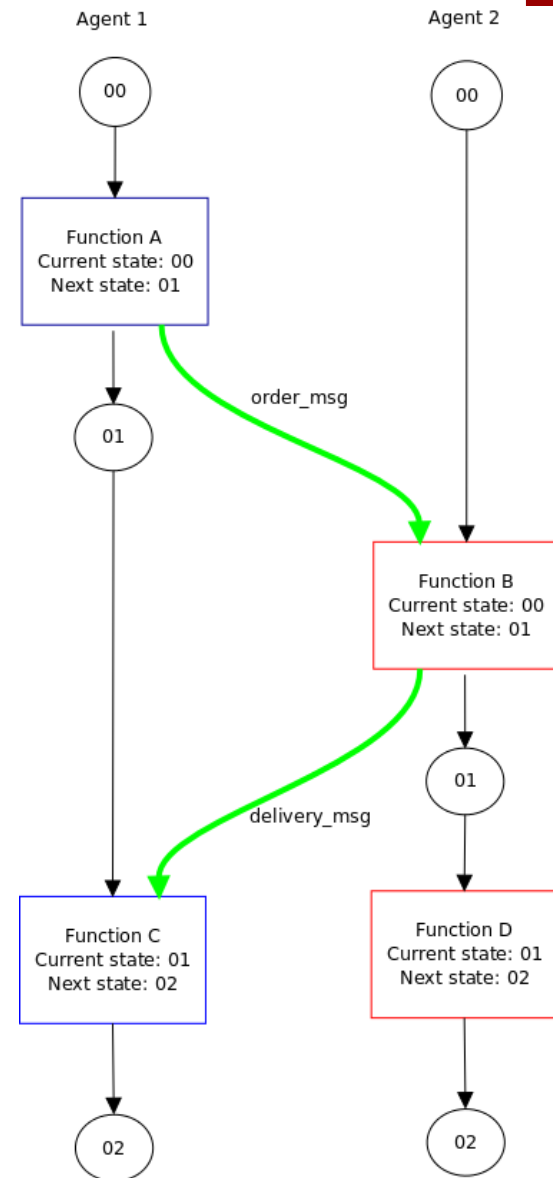 Agent 1
Agent 2
00
00
Function A
Current state: 00
Next state: 01
order_msg
01
Function B
Current state: 00
Next state: 01
01
delivery_msg
Function C
Current state: 01
Next state: 02
Function D
Current state: 01
Next state: 02
02
02